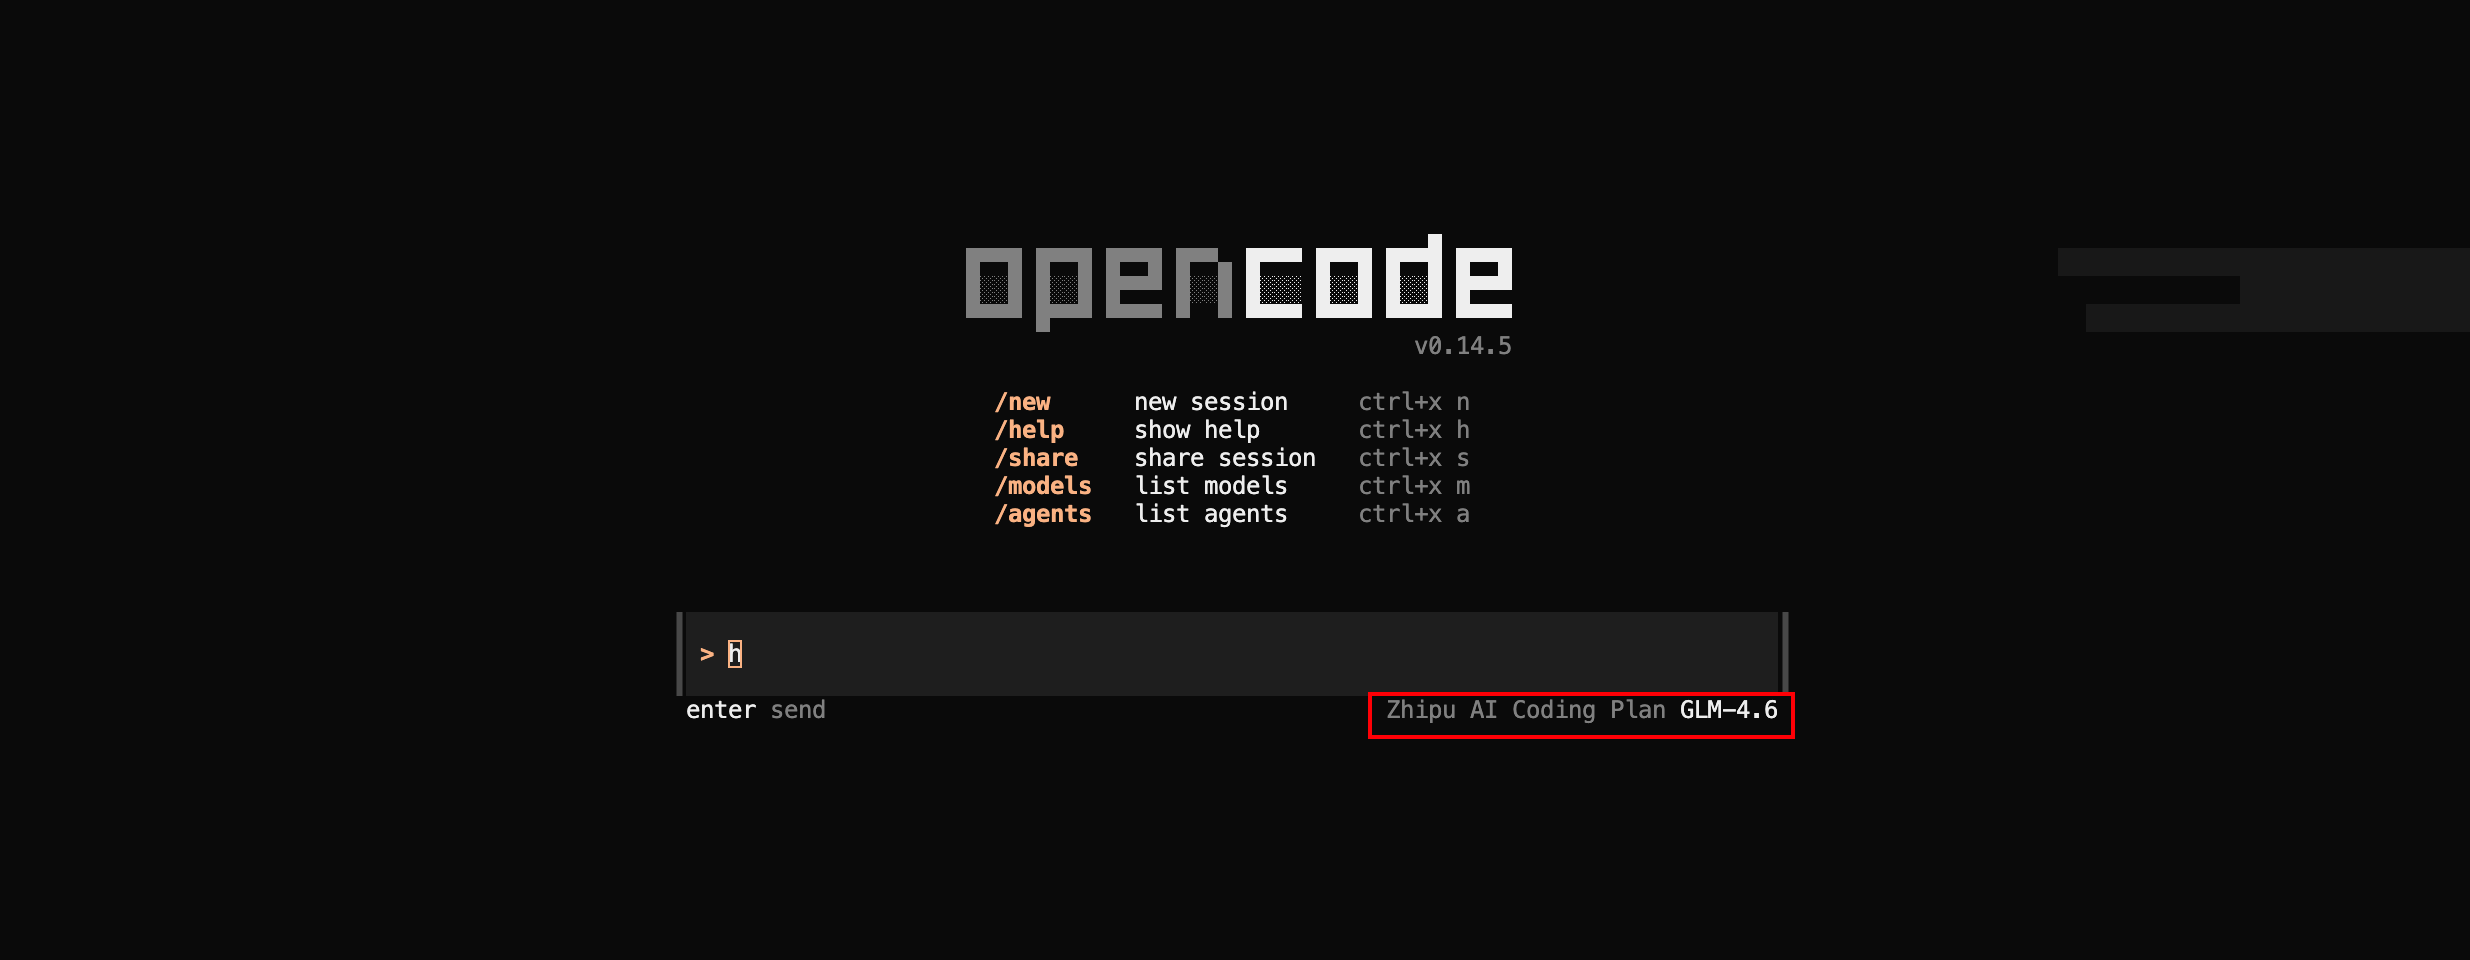 opencode
v0.14.5
/new new session ctrl+x n
/help show help ctrl+x h
/share share session ctrl+x s
/models list models ctrl+x m
/agents list agents ctrl+x a
> h
enter send Zhipu AI Coding Plan GLM-4.6